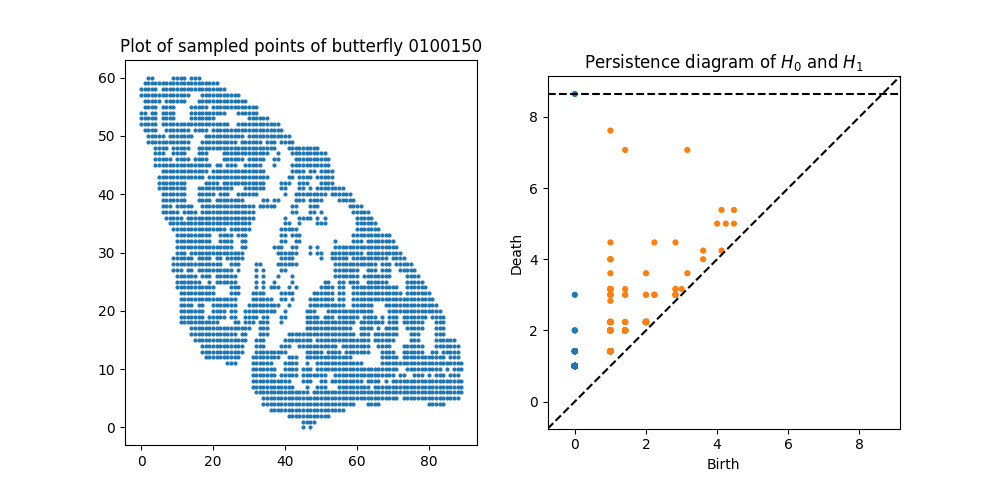 Plot of sampled points of butterfly 0100150
60
50
40
30
20
10
0
0 20 40 60 80
Persistence diagram of H0 and H1
8
6
4
2
0
Death
0 2 4 6 8
Birth